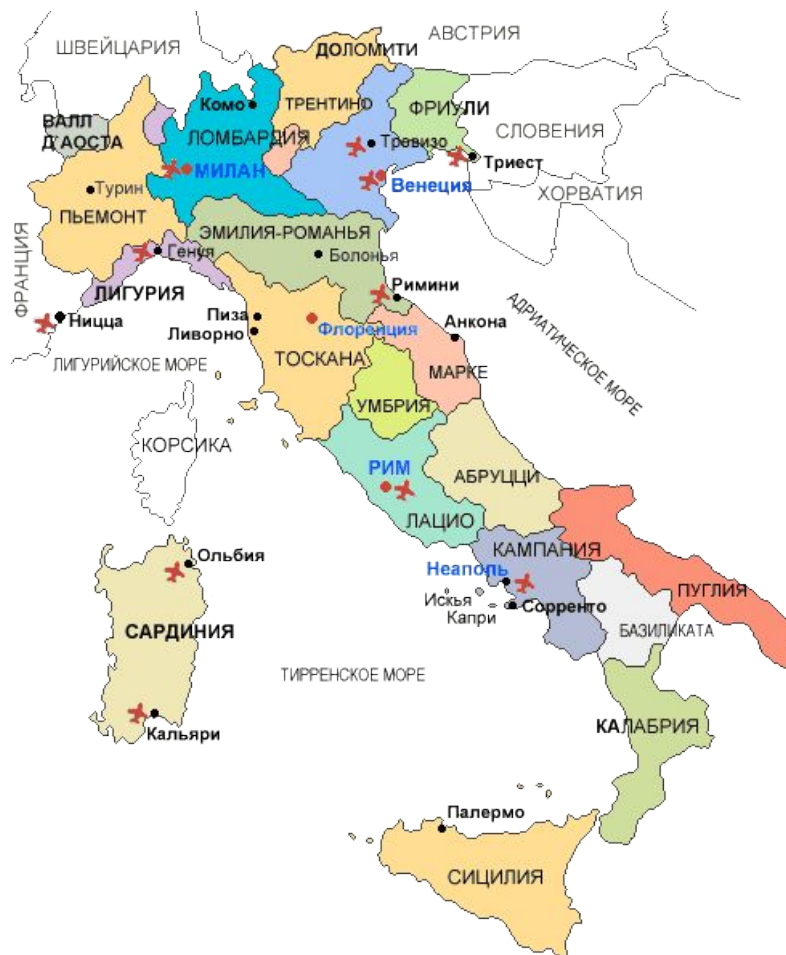 ШВЕЙЦАРИЯ
АВСТРИЯ
ДОЛОМИТИ
Комо
ТРЕНТИНО
ФРИУЛИ
ВАЛЛ
Д'АОСТА
ЛОМБАРДИЯ
Тревизо
СЛОВЕНИЯ
Триест
МИЛАН
Венеция
Турин
ХОРВАТИЯ
ПЬЕМОНТ
ЭМИЛИЯ-РОМАНЬЯ
Генуя
Болонья
ФРАНЦИЯ
ЛИГУРИЯ
Римини
АДРИАТИЧЕСКОЕ МОРЕ
Ницца
Пиза
Флоренция
Анкона
Ливорно
ЛИГУРИЙСКОЕ МОРЕ
ТОСКАНА
МАРКЕ
УМБРИЯ
КОРСИКА
РИМ
АБРУЦЦИ
ЛАЦИО
КАМПАНИЯ
Ольбия
Неаполь
ПУГЛИЯ
Искья
Капри
Сорренто
САРДИНИЯ
БАЗИЛИКАТА
ТИРРЕНСКОЕ МОРЕ
Кальяри
КАЛАБРИЯ
Палермо
СИЦИЛИЯ